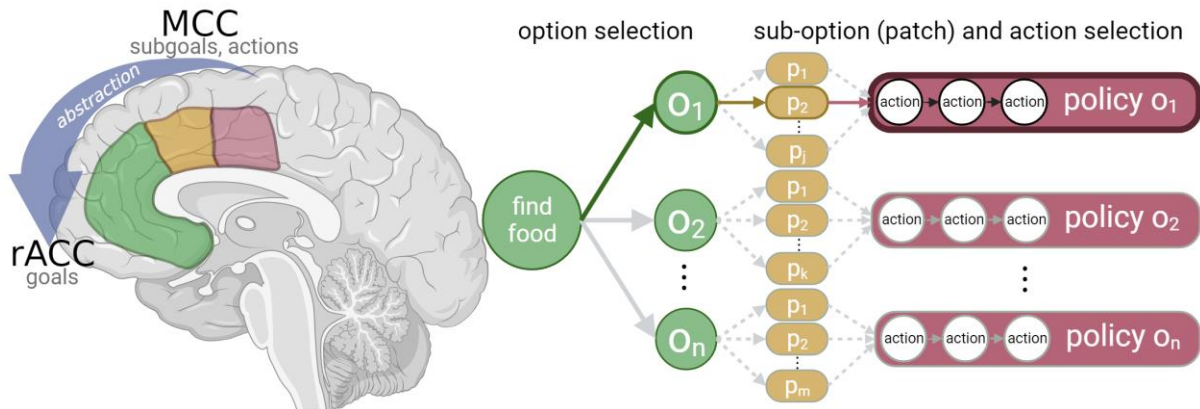 MCC
subgoals, actions
abstraction
rACC
goals
option selection
sub-option (patch) and action selection
find
food
o₁
p₁
p₂
pⱼ
action action action policy o₁
o₂
p₁
p₂
pₖ
action action action policy o₂
oₙ
p₁
p₂
pₘ
action action action policy oₙ